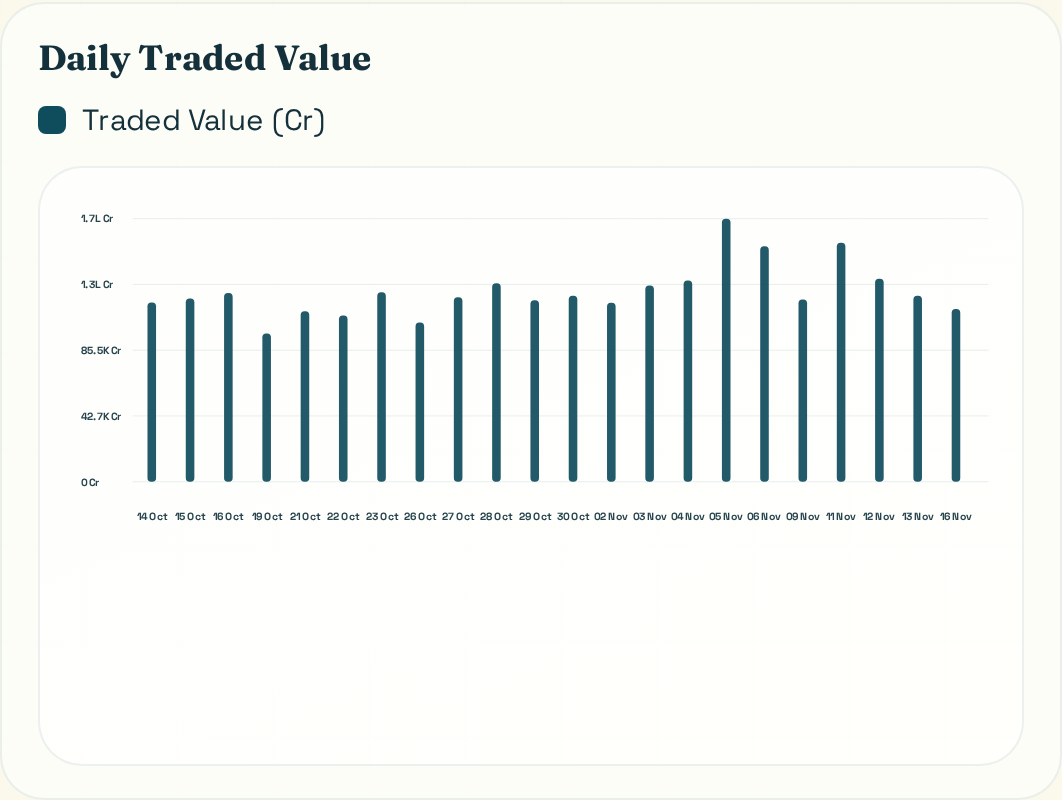 Daily Traded Value
Traded Value (Cr)
1.7L Cr
1.3L Cr
85.5K Cr
42.7K Cr
0 Cr
14 Oct 15 Oct 16 Oct 19 Oct 21 Oct 22 Oct 23 Oct 26 Oct 27 Oct 28 Oct 29 Oct 30 Oct 02 Nov 03 Nov 04 Nov 05 Nov 06 Nov 09 Nov 11 Nov 12 Nov 13 Nov 16 Nov